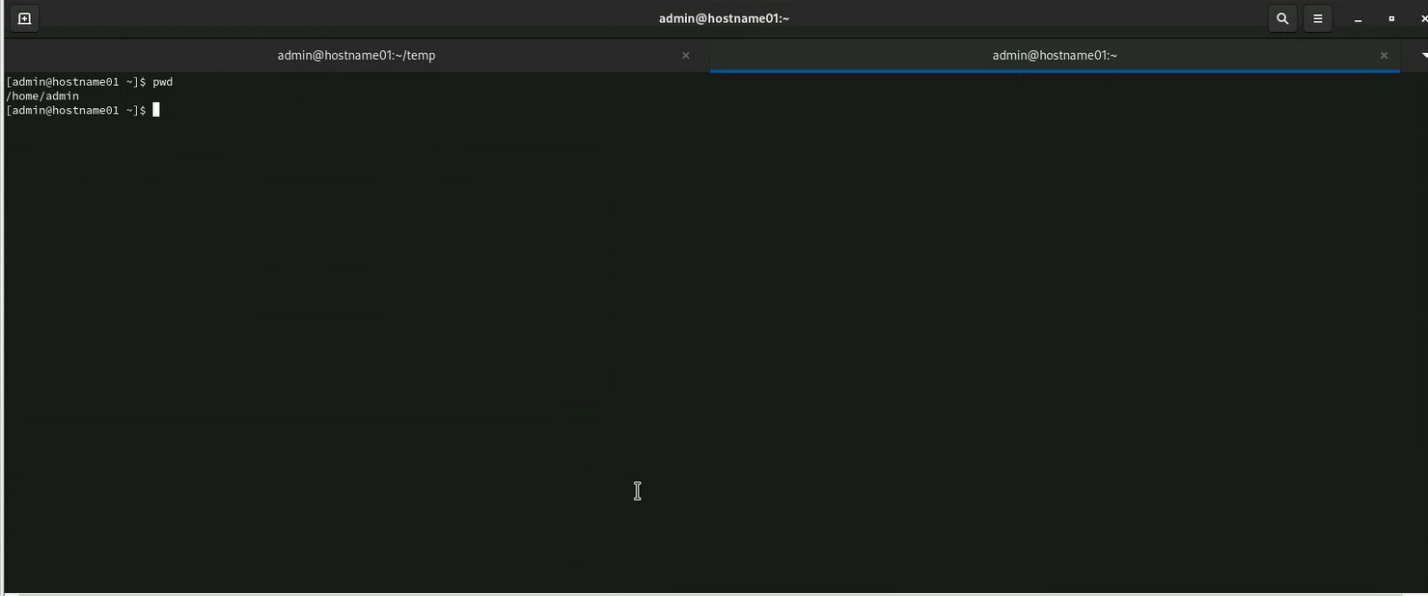 admin@hostname01:~
admin@hostname01:~/temp
admin@hostname01:~
[admin@hostname01 ~]$ pwd
/home/admin
[admin@hostname01 ~]$